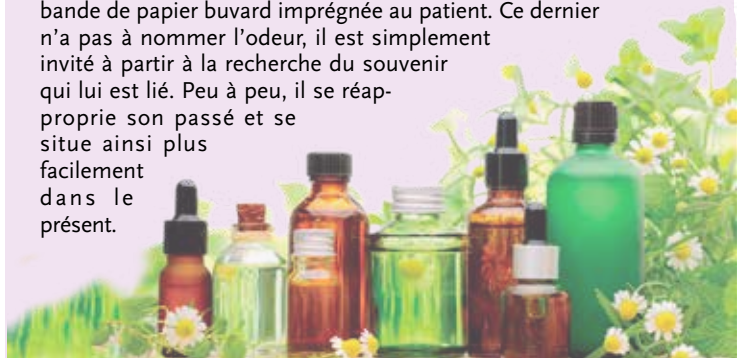 bande de papier buvard imprégnée au patient. Ce dernier
n’a pas à nommer l’odeur, il est simplement
invité à partir à la recherche du souvenir
qui lui est lié. Peu à peu, il se réap-
proprie son passé et se
situe ainsi plus
facilement
dans le
présent.